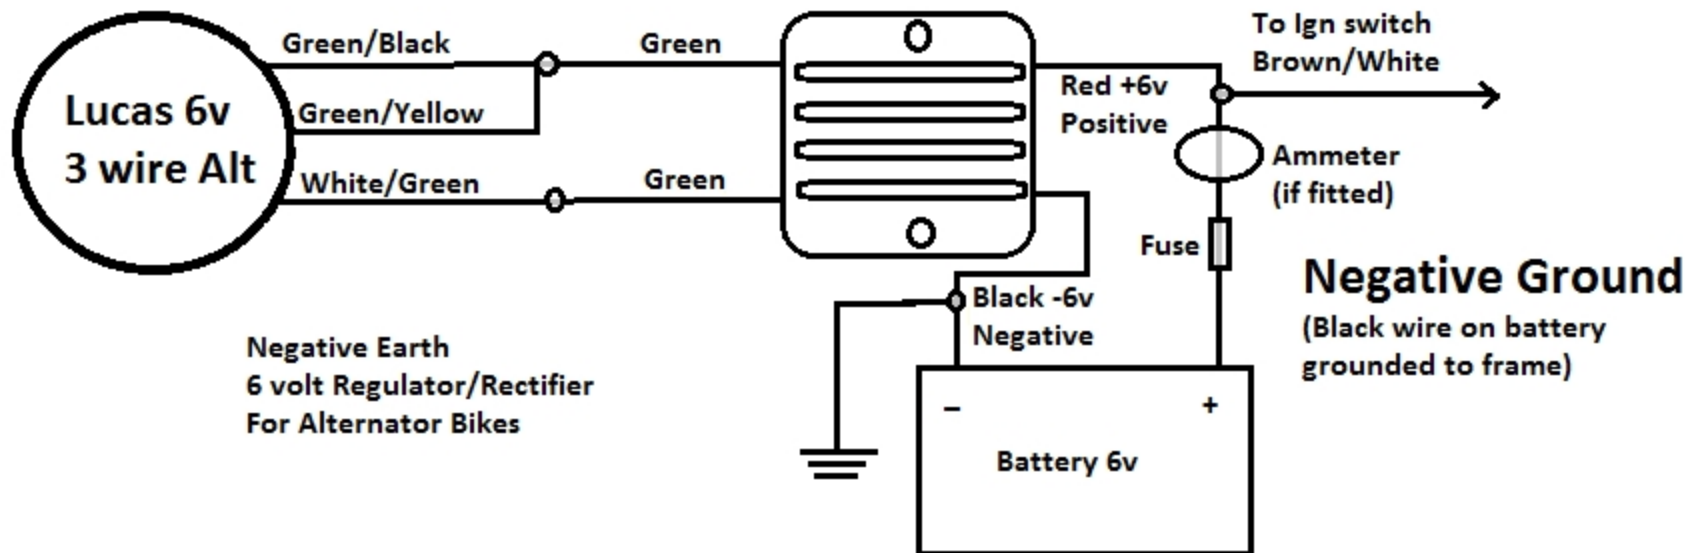 Lucas 6v
3 wire Alt
Green/Black
Green/Yellow
White/Green
Green
Green
Red +6v
Positive
To Ign switch
Brown/White
Ammeter
(if fitted)
Fuse
Black -6v
Negative
Negative Ground
(Black wire on battery
grounded to frame)
Negative Earth
6 volt Regulator/Rectifier
For Alternator Bikes
– +
Battery 6v